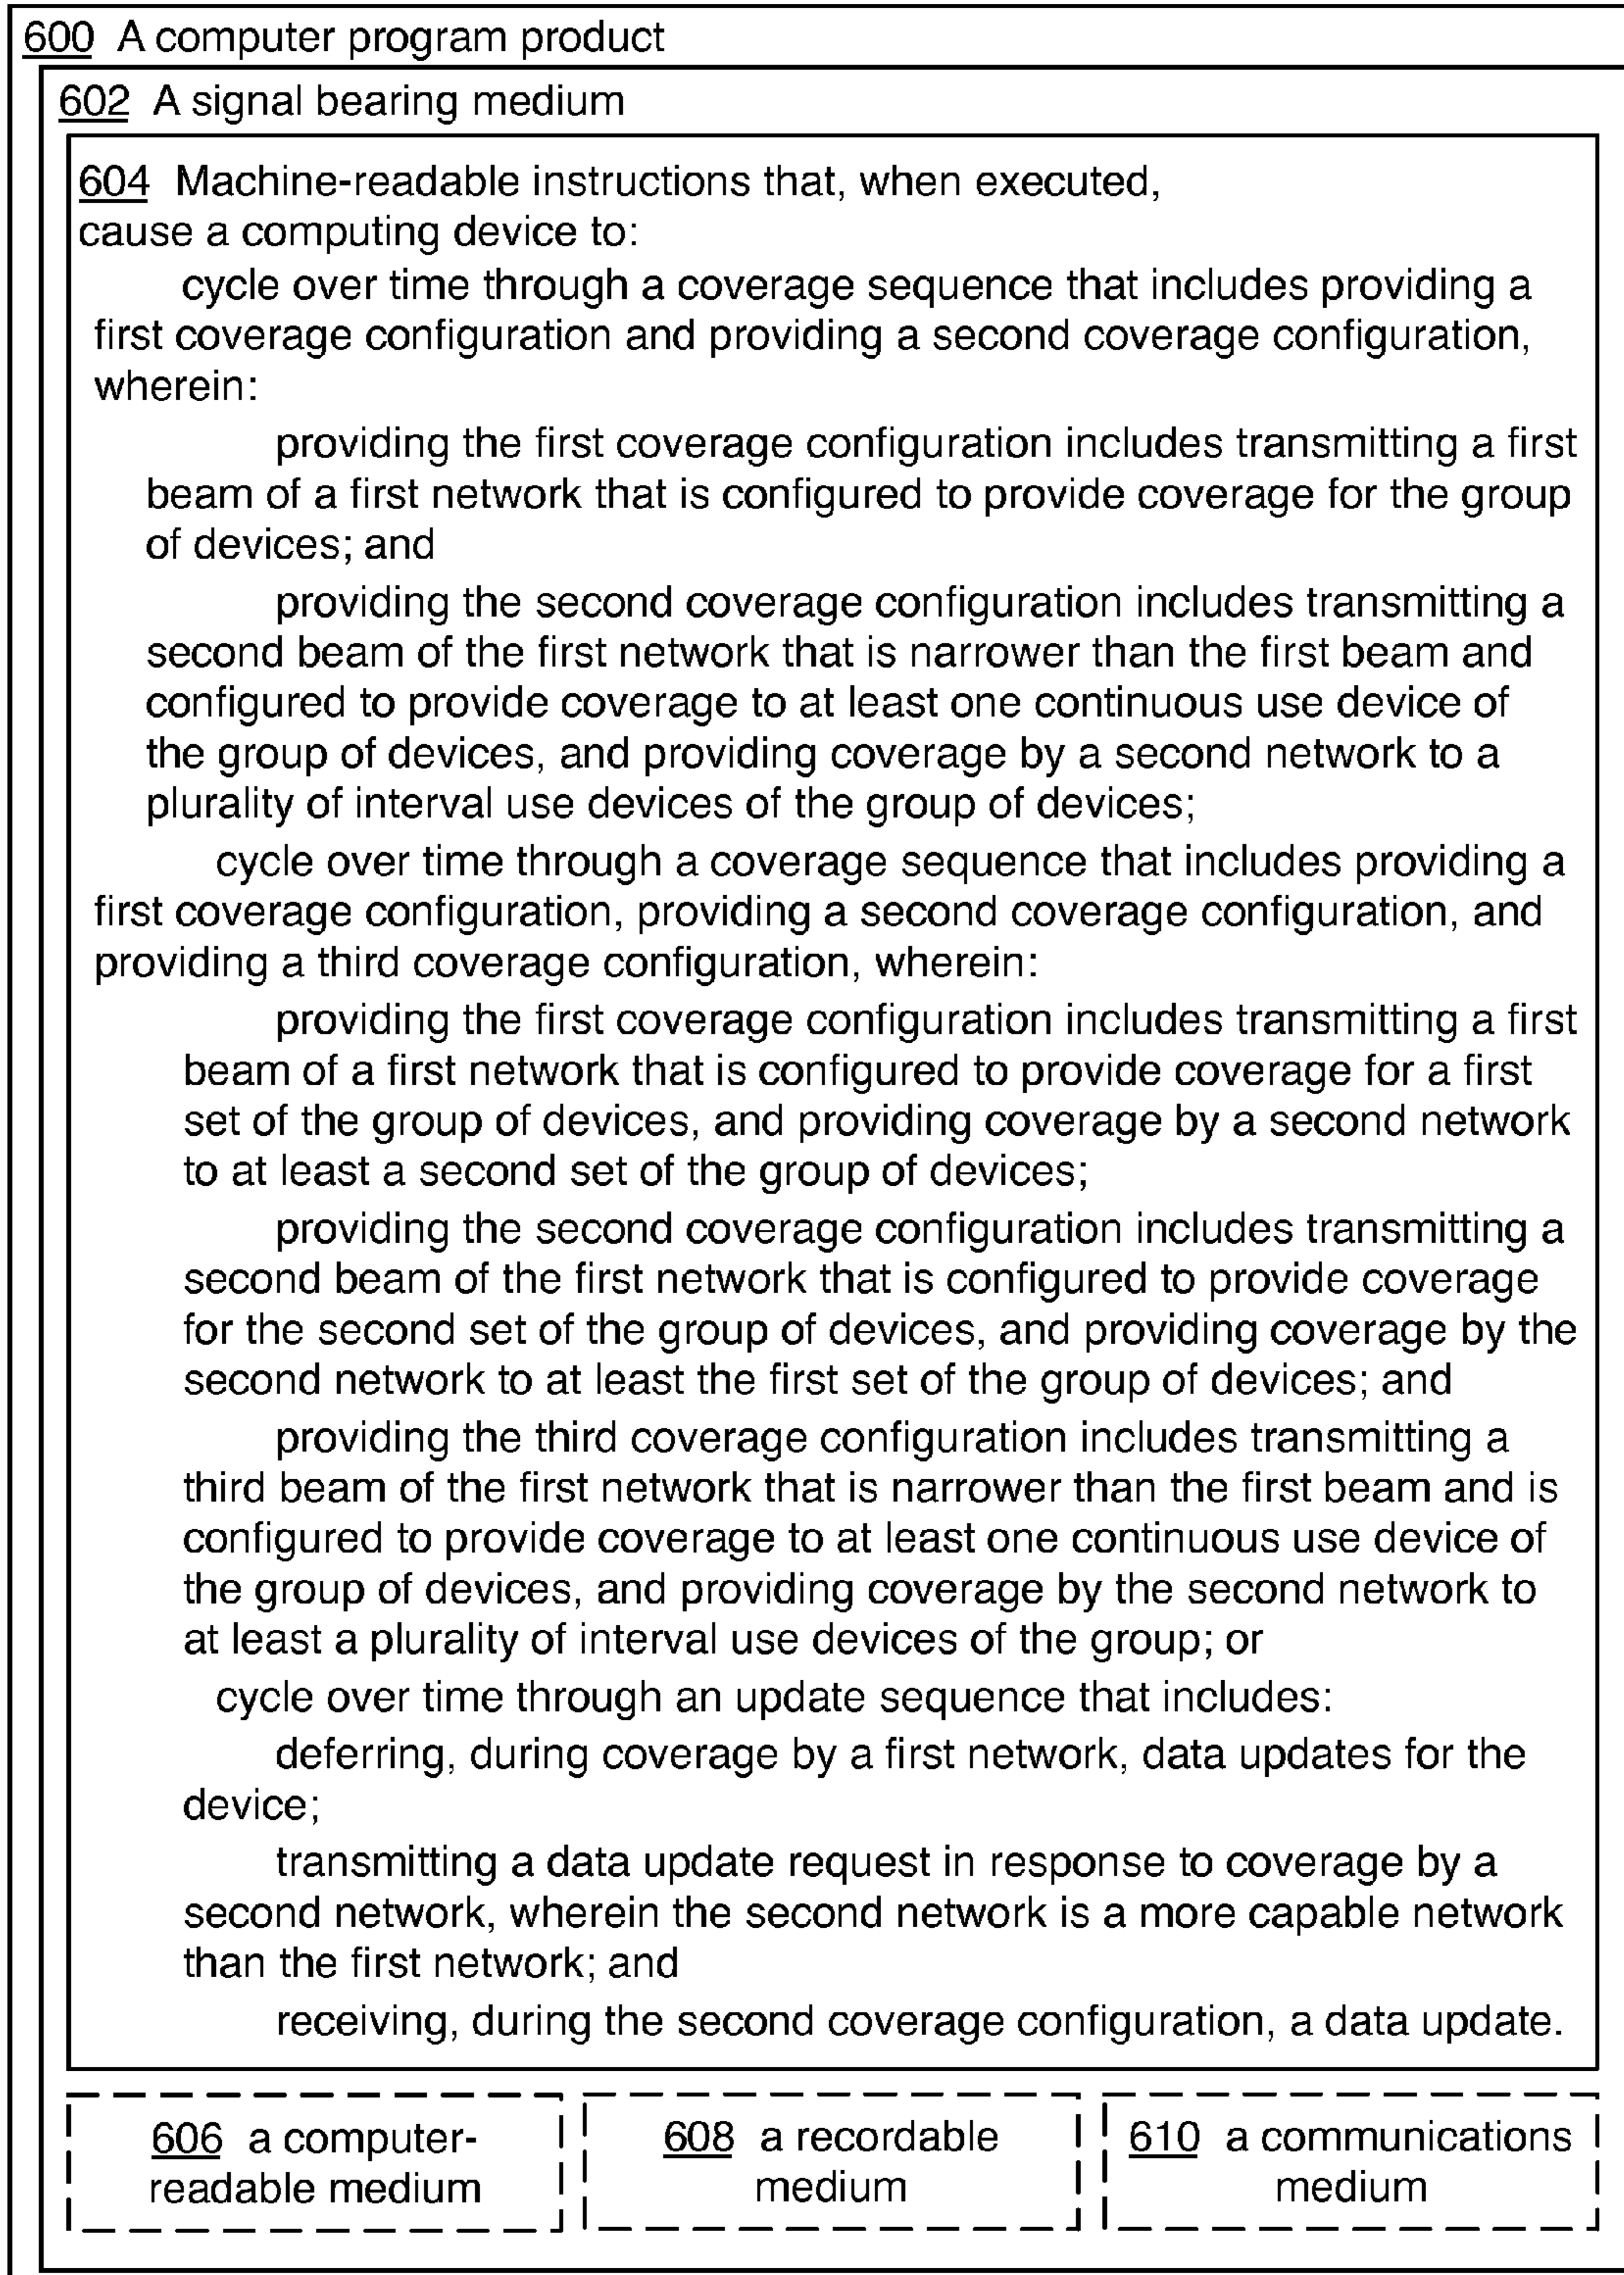 600 A computer program product
602 A signal bearing medium
604 Machine-readable instructions that, when executed,
cause a computing device to:
cycle over time through a coverage sequence that includes providing a
first coverage configuration and providing a second coverage configuration,
wherein:
providing the first coverage configuration includes transmitting a first
beam of a first network that is configured to provide coverage for the group
of devices; and
providing the second coverage configuration includes transmitting a
second beam of the first network that is narrower than the first beam and
configured to provide coverage to at least one continuous use device of
the group of devices, and providing coverage by a second network to a
plurality of interval use devices of the group of devices;
cycle over time through a coverage sequence that includes providing a
first coverage configuration, providing a second coverage configuration, and
providing a third coverage configuration, wherein:
providing the first coverage configuration includes transmitting a first
beam of a first network that is configured to provide coverage for a first
set of the group of devices, and providing coverage by a second network
to at least a second set of the group of devices;
providing the second coverage configuration includes transmitting a
second beam of the first network that is configured to provide coverage
for the second set of the group of devices, and providing coverage by the
second network to at least the first set of the group of devices; and
providing the third coverage configuration includes transmitting a
third beam of the first network that is narrower than the first beam and is
configured to provide coverage to at least one continuous use device of
the group of devices, and providing coverage by the second network to
at least a plurality of interval use devices of the group; or
cycle over time through an update sequence that includes:
deferring, during coverage by a first network, data updates for the
device;
transmitting a data update request in response to coverage by a
second network, wherein the second network is a more capable network
than the first network; and
receiving, during the second coverage configuration, a data update.
606 a computer-
readable medium
608 a recordable
medium
610 a communications
medium